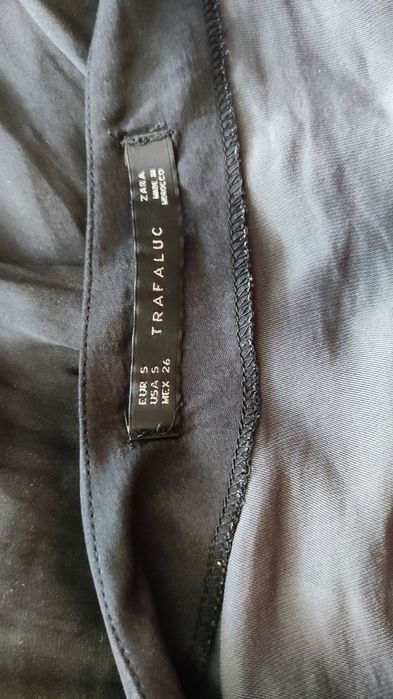 ZARA
MADE IN
MOROCCO
TRAFALUC
EUR S
USA S
MEX 26